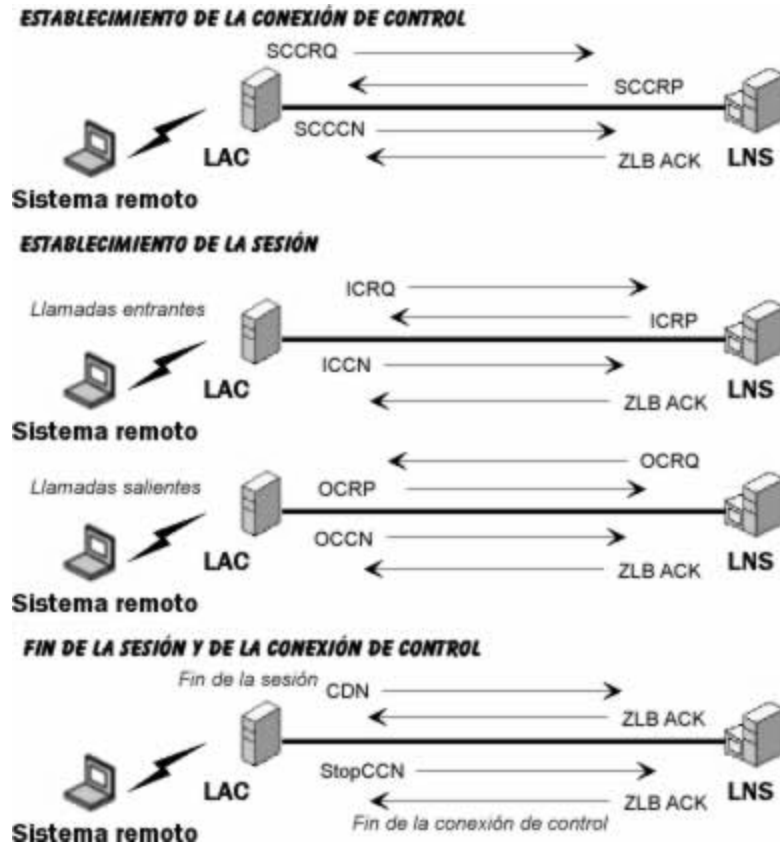 ESTABLECIMIENTO DE LA CONEXIÓN DE CONTROL
SCCRQ
SCCRP
SCCCN
ZLB ACK
LAC
LNS
Sistema remoto
ESTABLECIMIENTO DE LA SESIÓN
Llamadas entrantes
ICRQ
ICRP
ICCN
ZLB ACK
LAC
LNS
Sistema remoto
Llamadas salientes
OCRQ
OCRP
OCCN
ZLB ACK
LAC
LNS
Sistema remoto
FIN DE LA SESIÓN Y DE LA CONEXIÓN DE CONTROL
Fin de la sesión
CDN
ZLB ACK
StopCCN
ZLB ACK
LAC
LNS
Fin de la conexión de control
Sistema remoto